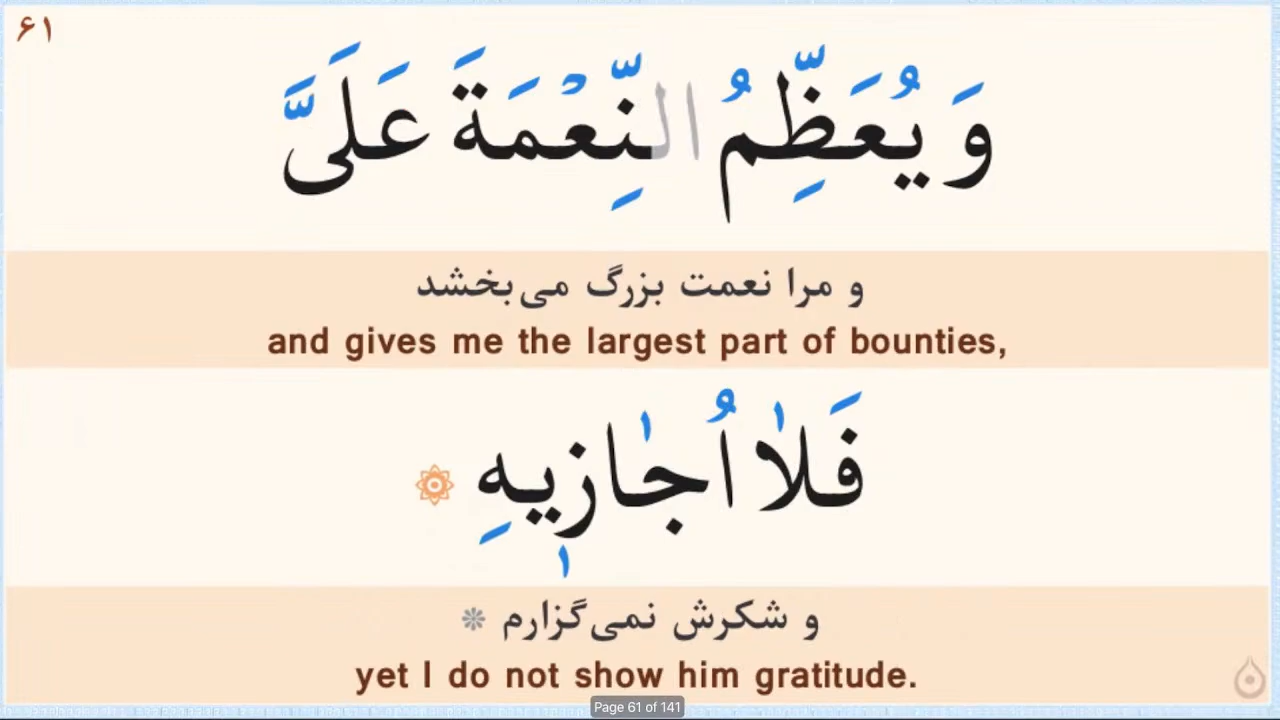 ۶۱
وَ يُعَظِّمُ النِّعْمَةَ عَلَىَّ
و مرا نعمت بزرگ می‌بخشد
and gives me the largest part of bounties,
فَلاٰ اُجٰازيهِ
و شکرش نمی‌گزارم
yet I do not show him gratitude.
Page 61 of 141